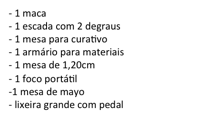 - 1 maca
- 1 escada com 2 degraus
- 1 mesa para curativo
- 1 armário para materiais
- 1 mesa de 1,20cm
- 1 foco portátil
-1 mesa de mayo
- lixeira grande com pedal